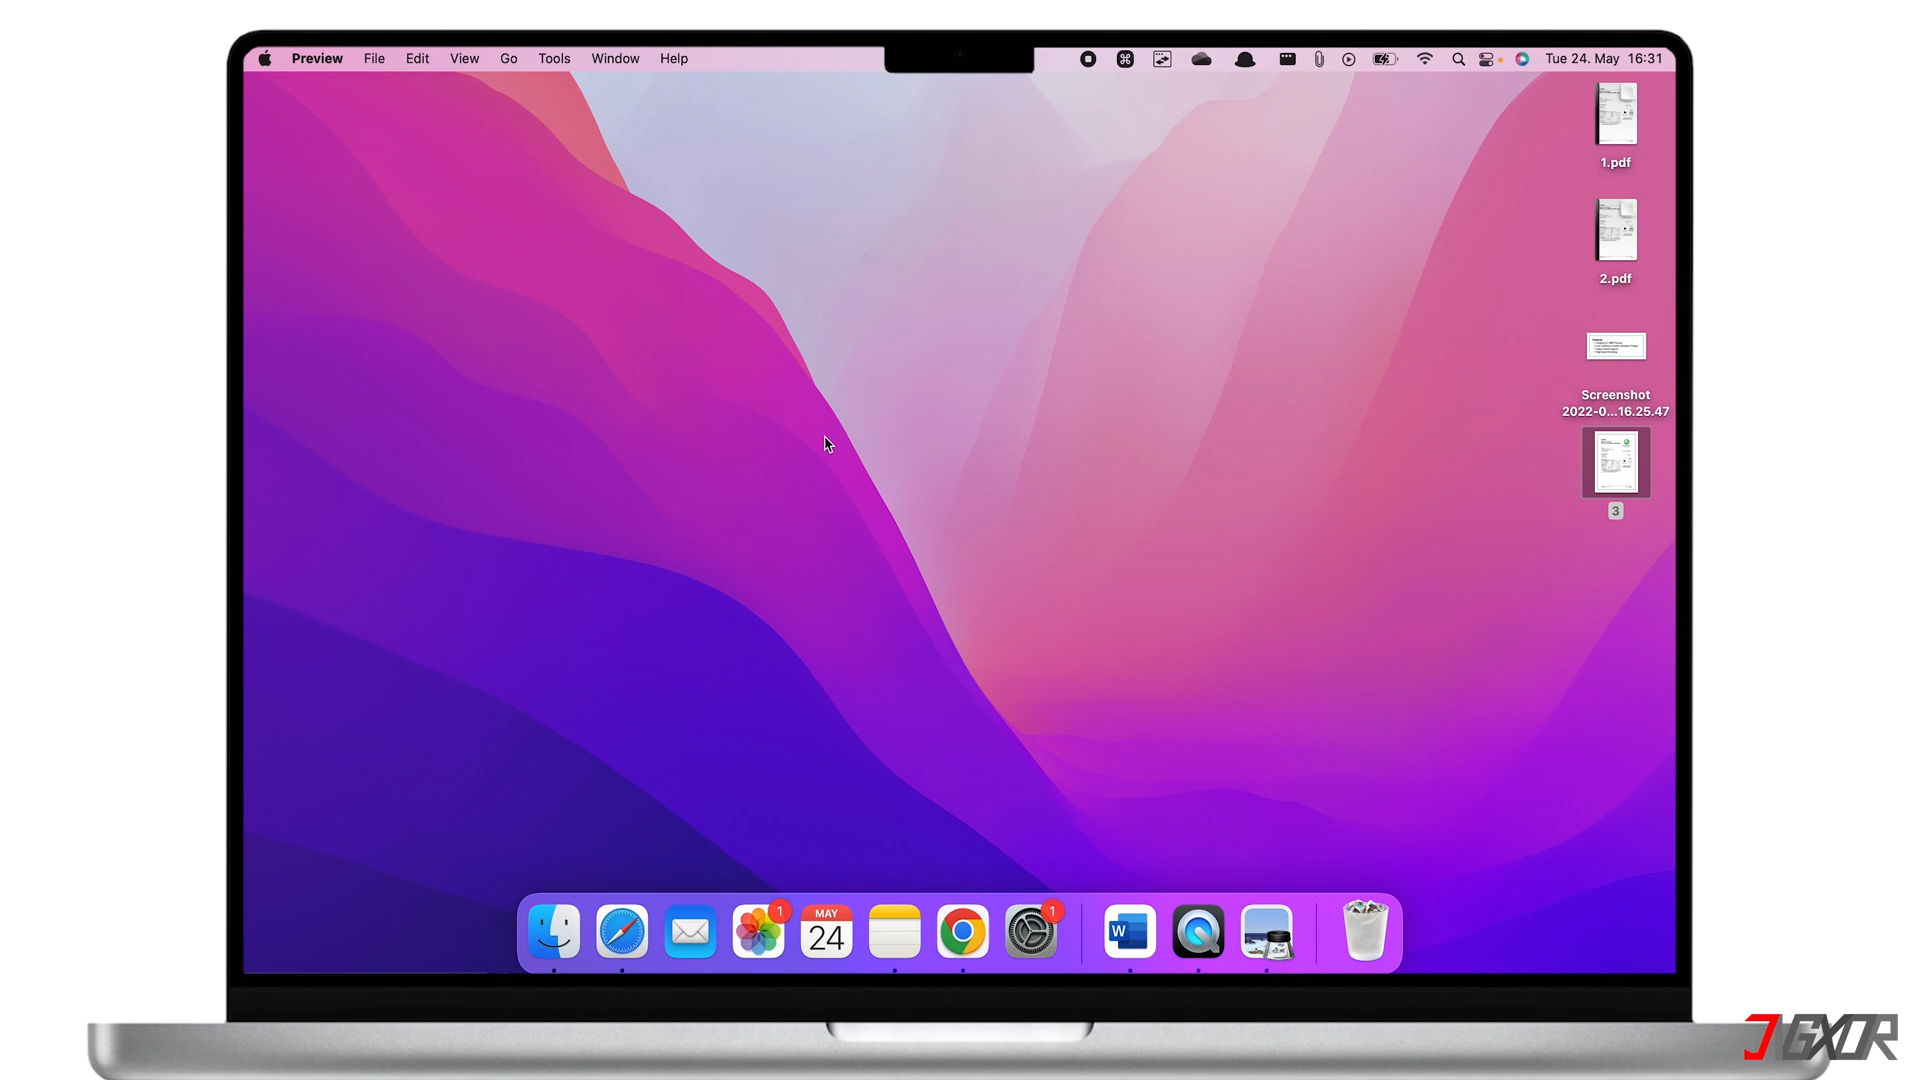 Preview File Edit View Go Tools Window Help
Tue 24. May 16:31
1.pdf
2.pdf
Screenshot
2022-0...16.25.47
3
1
MAY
24
1
W
JGXOR